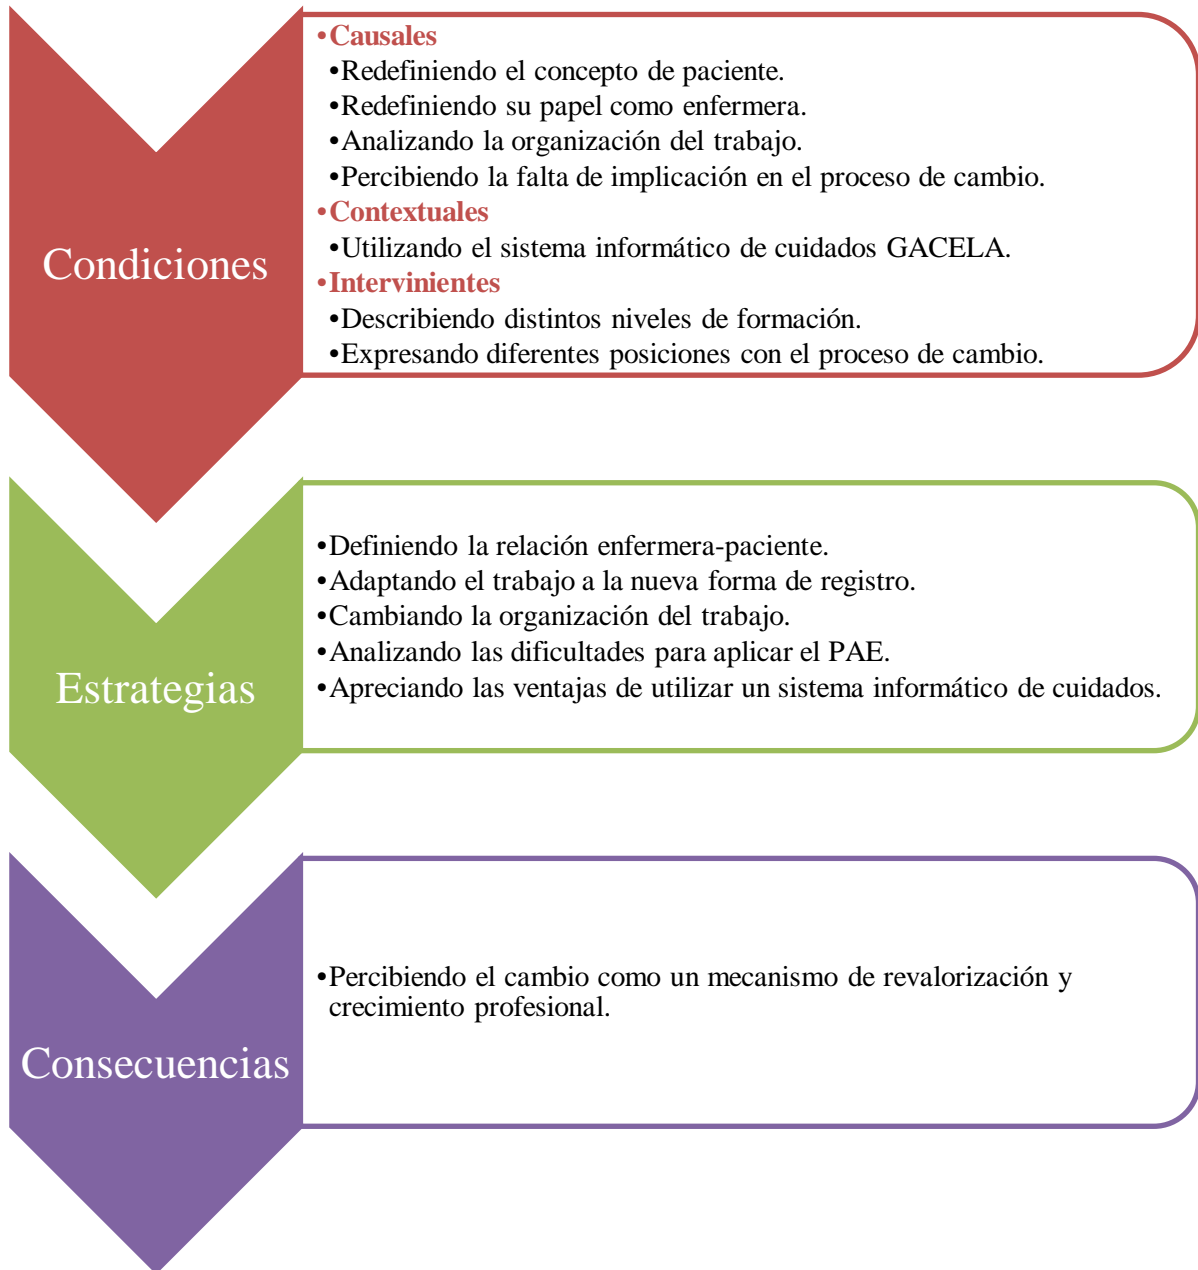 Condiciones
•Causales
•Redefiniendo el concepto de paciente.
•Redefiniendo su papel como enfermera.
•Analizando la organización del trabajo.
•Percibiendo la falta de implicación en el proceso de cambio.
•Contextuales
•Utilizando el sistema informático de cuidados GACELA.
•Intervinientes
•Describiendo distintos niveles de formación.
•Expresando diferentes posiciones con el proceso de cambio.
Estrategias
•Definiendo la relación enfermera-paciente.
•Adaptando el trabajo a la nueva forma de registro.
•Cambiando la organización del trabajo.
•Analizando las dificultades para aplicar el PAE.
•Apreciando las ventajas de utilizar un sistema informático de cuidados.
Consecuencias
•Percibiendo el cambio como un mecanismo de revalorización y
crecimiento profesional.